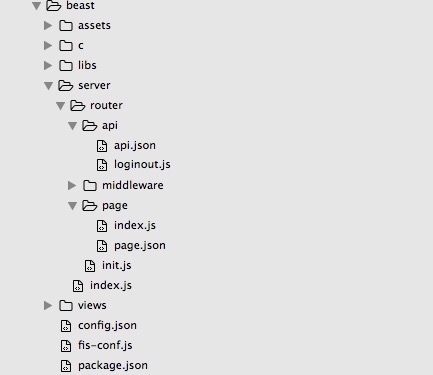 beast
assets
c
libs
server
router
api
api.json
loginout.js
middleware
page
index.js
page.json
init.js
index.js
views
config.json
fis-conf.js
package.json